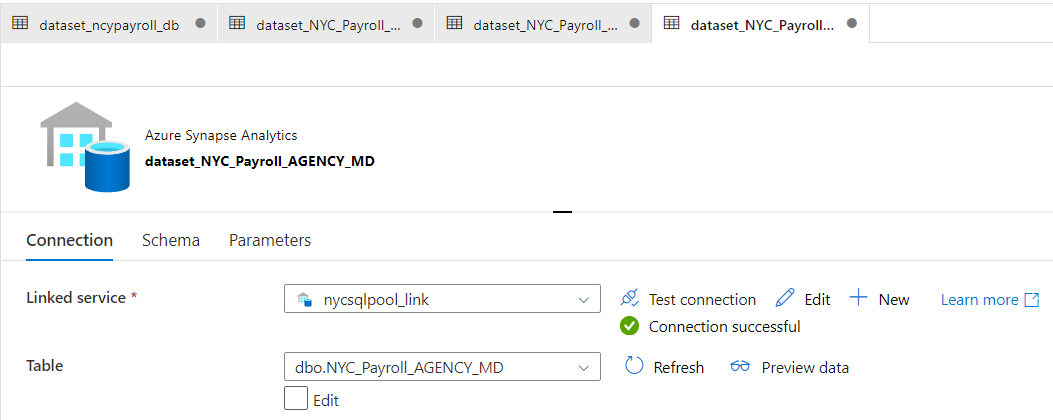 dataset_ncypayroll_db dataset_NYC_Payroll_... dataset_NYC_Payroll_... dataset_NYC_Payroll...
Azure Synapse Analytics
dataset_NYC_Payroll_AGENCY_MD
Connection Schema Parameters
Linked service * nycsqlpool_link Test connection Edit New Learn more
Connection successful
Table dbo.NYC_Payroll_AGENCY_MD Refresh Preview data
Edit